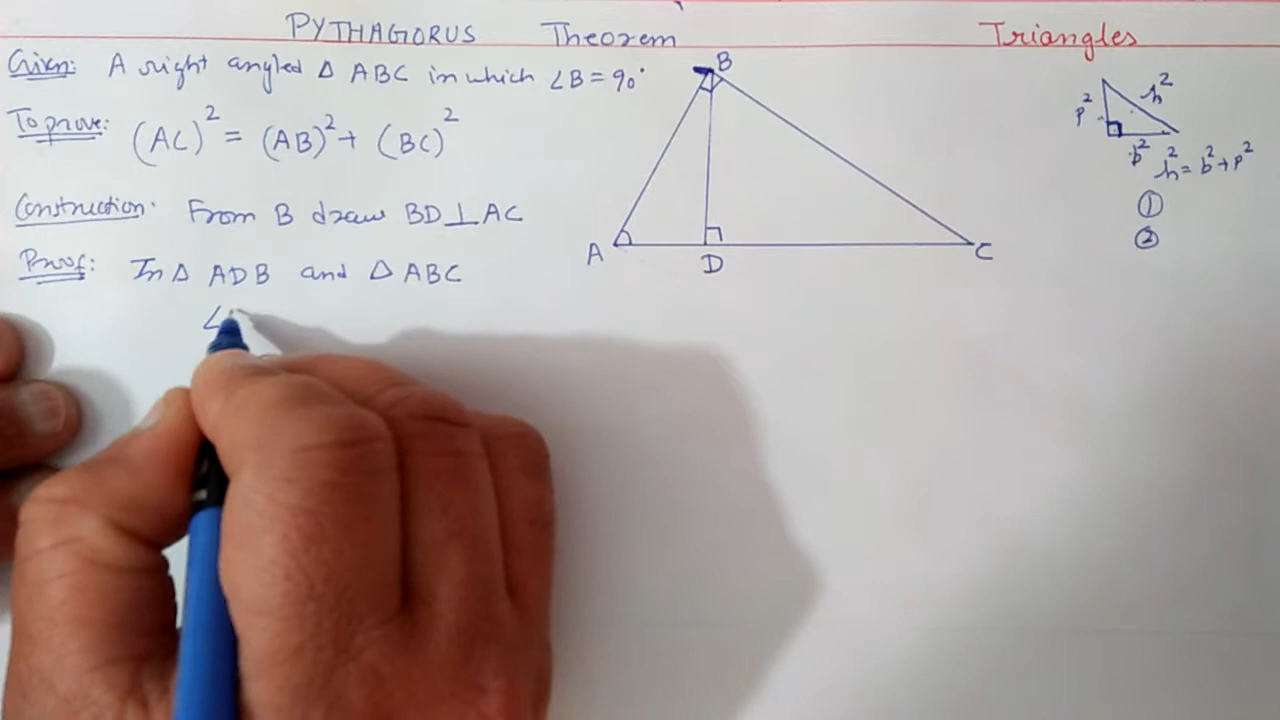 PYTHAGORUS Theorem
Triangles
Given: A right angled Δ ABC in which ∠B = 90°
To prove: (AC)² = (AB)² + (BC)²
Construction: From B draw BD⊥AC
Proof: In Δ ADB and Δ ABC
∠
B
A
D
C
p²
h²
b²
h² = b² + p²
①
②